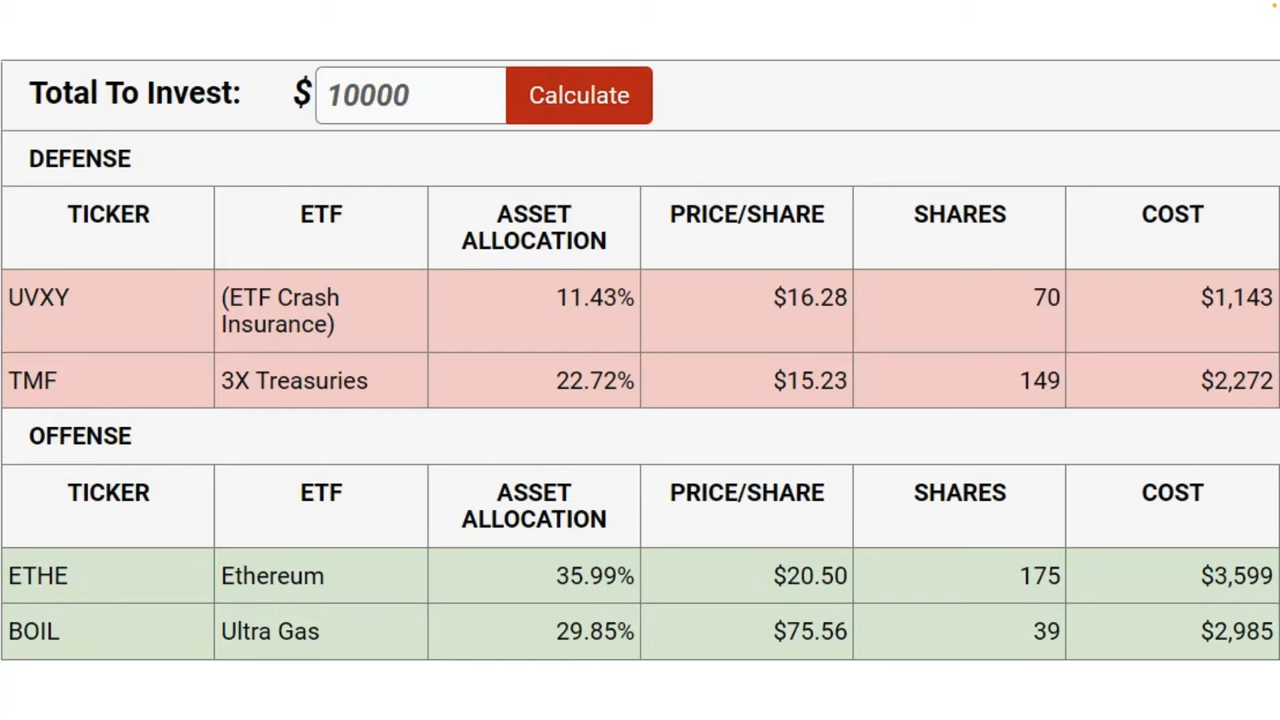 Total To Invest: $ 10000 Calculate
DEFENSE
TICKER ETF ASSET ALLOCATION PRICE/SHARE SHARES COST
UVXY (ETF Crash Insurance) 11.43% $16.28 70 $1,143
TMF 3X Treasuries 22.72% $15.23 149 $2,272
OFFENSE
TICKER ETF ASSET ALLOCATION PRICE/SHARE SHARES COST
ETHE Ethereum 35.99% $20.50 175 $3,599
BOIL Ultra Gas 29.85% $75.56 39 $2,985